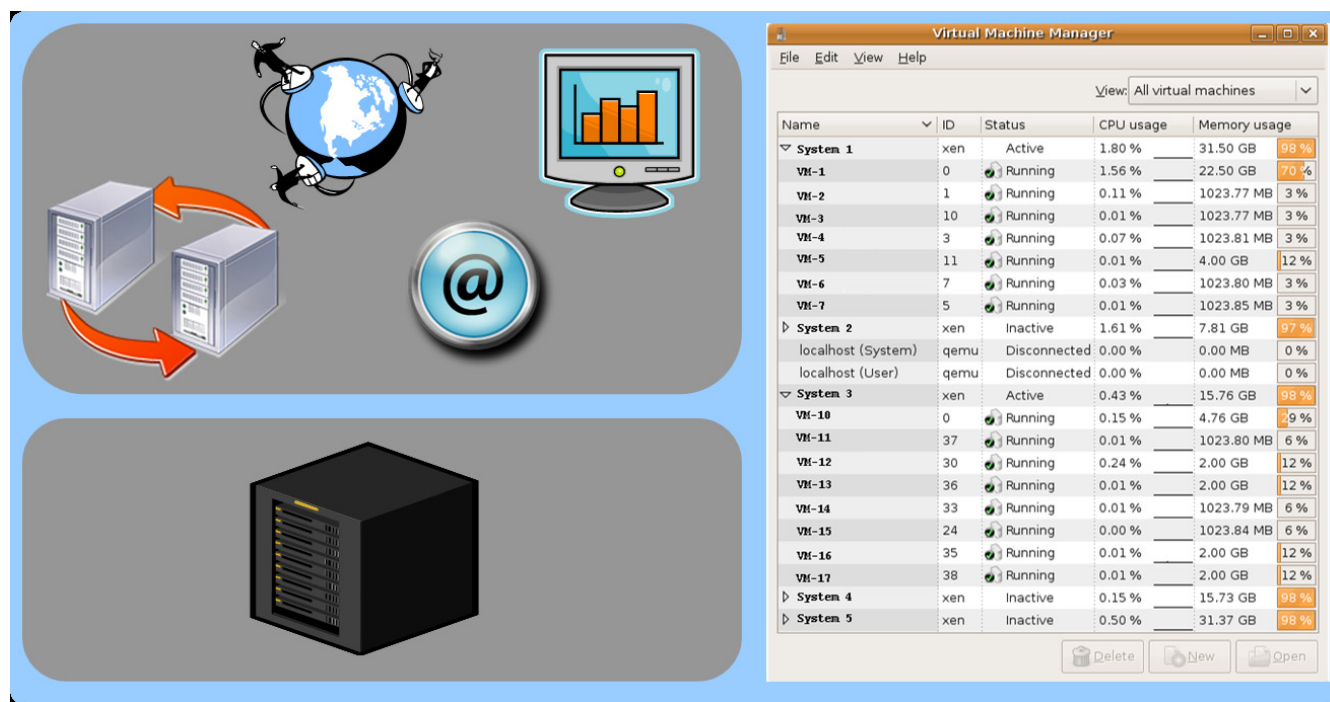 @
Virtual Machine Manager
File Edit View Help
View: All virtual machines
Name ID Status CPU usage Memory usage
System 1 xen Active 1.80 % 31.50 GB 98 %
VM-1 0 Running 1.56 % 22.50 GB 70 %
VM-2 1 Running 0.11 % 1023.77 MB 3 %
VM-3 10 Running 0.01 % 1023.77 MB 3 %
VM-4 3 Running 0.07 % 1023.81 MB 3 %
VM-5 11 Running 0.01 % 4.00 GB 12 %
VM-6 7 Running 0.03 % 1023.80 MB 3 %
VM-7 5 Running 0.01 % 1023.85 MB 3 %
System 2 xen Inactive 1.61 % 7.81 GB 97 %
localhost (System) qemu Disconnected 0.00 % 0.00 MB 0 %
localhost (User) qemu Disconnected 0.00 % 0.00 MB 0 %
System 3 xen Active 0.43 % 15.76 GB 98 %
VM-10 0 Running 0.15 % 4.76 GB 29 %
VM-11 37 Running 0.01 % 1023.80 MB 6 %
VM-12 30 Running 0.24 % 2.00 GB 12 %
VM-13 36 Running 0.01 % 2.00 GB 12 %
VM-14 33 Running 0.01 % 1023.79 MB 6 %
VM-15 24 Running 0.00 % 1023.84 MB 6 %
VM-16 35 Running 0.01 % 2.00 GB 12 %
VM-17 38 Running 0.01 % 2.00 GB 12 %
System 4 xen Inactive 0.15 % 15.73 GB 98 %
System 5 xen Inactive 0.50 % 31.37 GB 98 %
Delete New Open